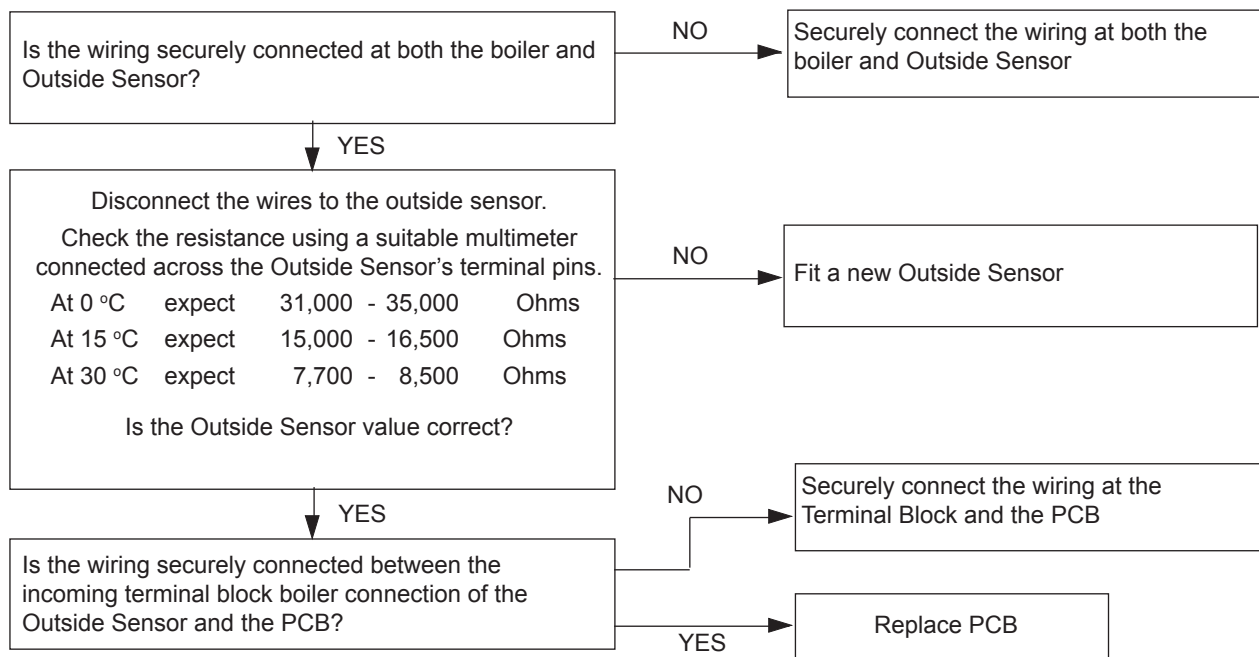 Is the wiring securely connected at both the boiler and
Outside Sensor?
NO
Securely connect the wiring at both the
boiler and Outside Sensor
YES
Disconnect the wires to the outside sensor.
Check the resistance using a suitable multimeter
connected across the Outside Sensor's terminal pins.
At 0 °C expect 31,000 - 35,000 Ohms
At 15 °C expect 15,000 - 16,500 Ohms
At 30 °C expect 7,700 - 8,500 Ohms
Is the Outside Sensor value correct?
NO
Fit a new Outside Sensor
YES
Is the wiring securely connected between the
incoming terminal block boiler connection of the
Outside Sensor and the PCB?
NO
Securely connect the wiring at the
Terminal Block and the PCB
YES
Replace PCB